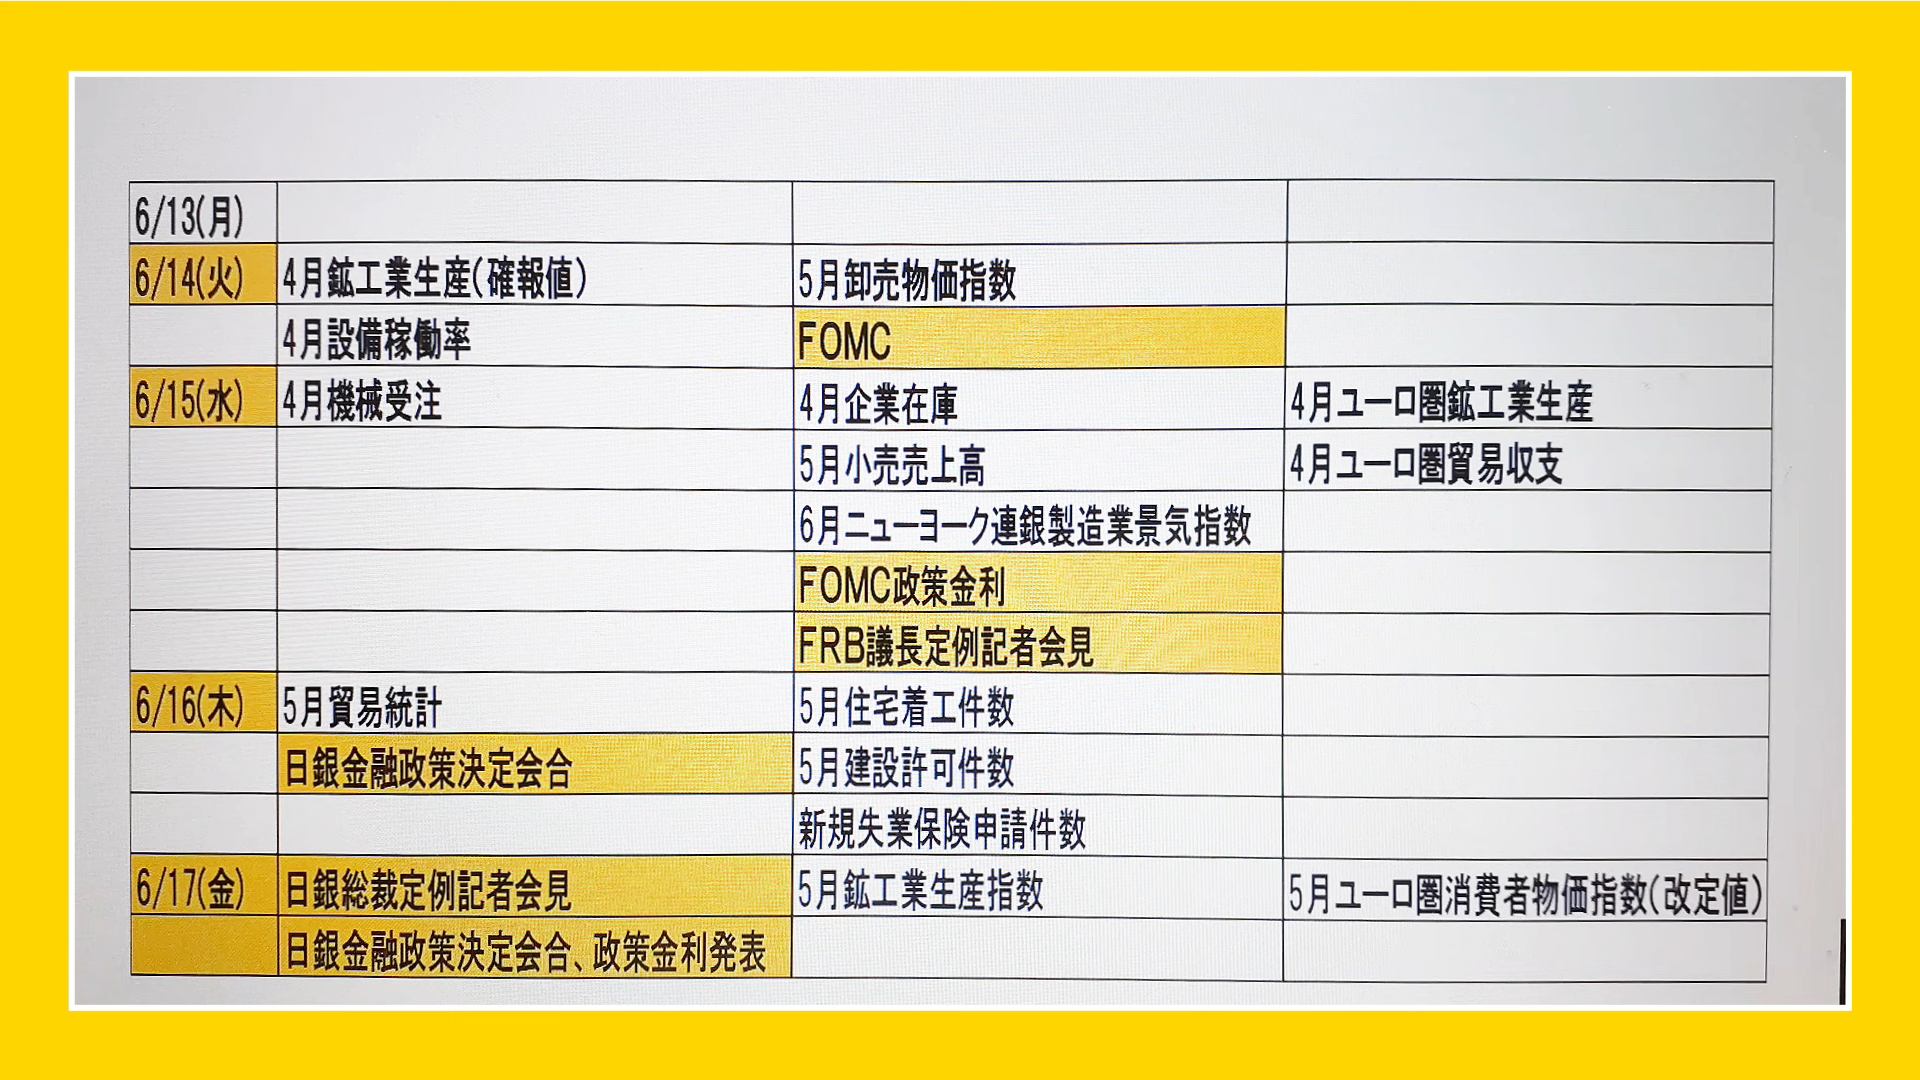 6/13(月)
6/14(火) 4月鉱工業生産(確報値) 5月卸売物価指数
4月設備稼働率 FOMC
6/15(水) 4月機械受注 4月企業在庫 4月ユーロ圏鉱工業生産
5月小売売上高 4月ユーロ圏貿易収支
6月ニューヨーク連銀製造業景気指数
FOMC政策金利
FRB議長定例記者会見
6/16(木) 5月貿易統計 5月住宅着工件数
日銀金融政策決定会合 5月建設許可件数
新規失業保険申請件数
6/17(金) 日銀総裁定例記者会見 5月鉱工業生産指数 5月ユーロ圏消費者物価指数(改定値)
日銀金融政策決定会合、政策金利発表